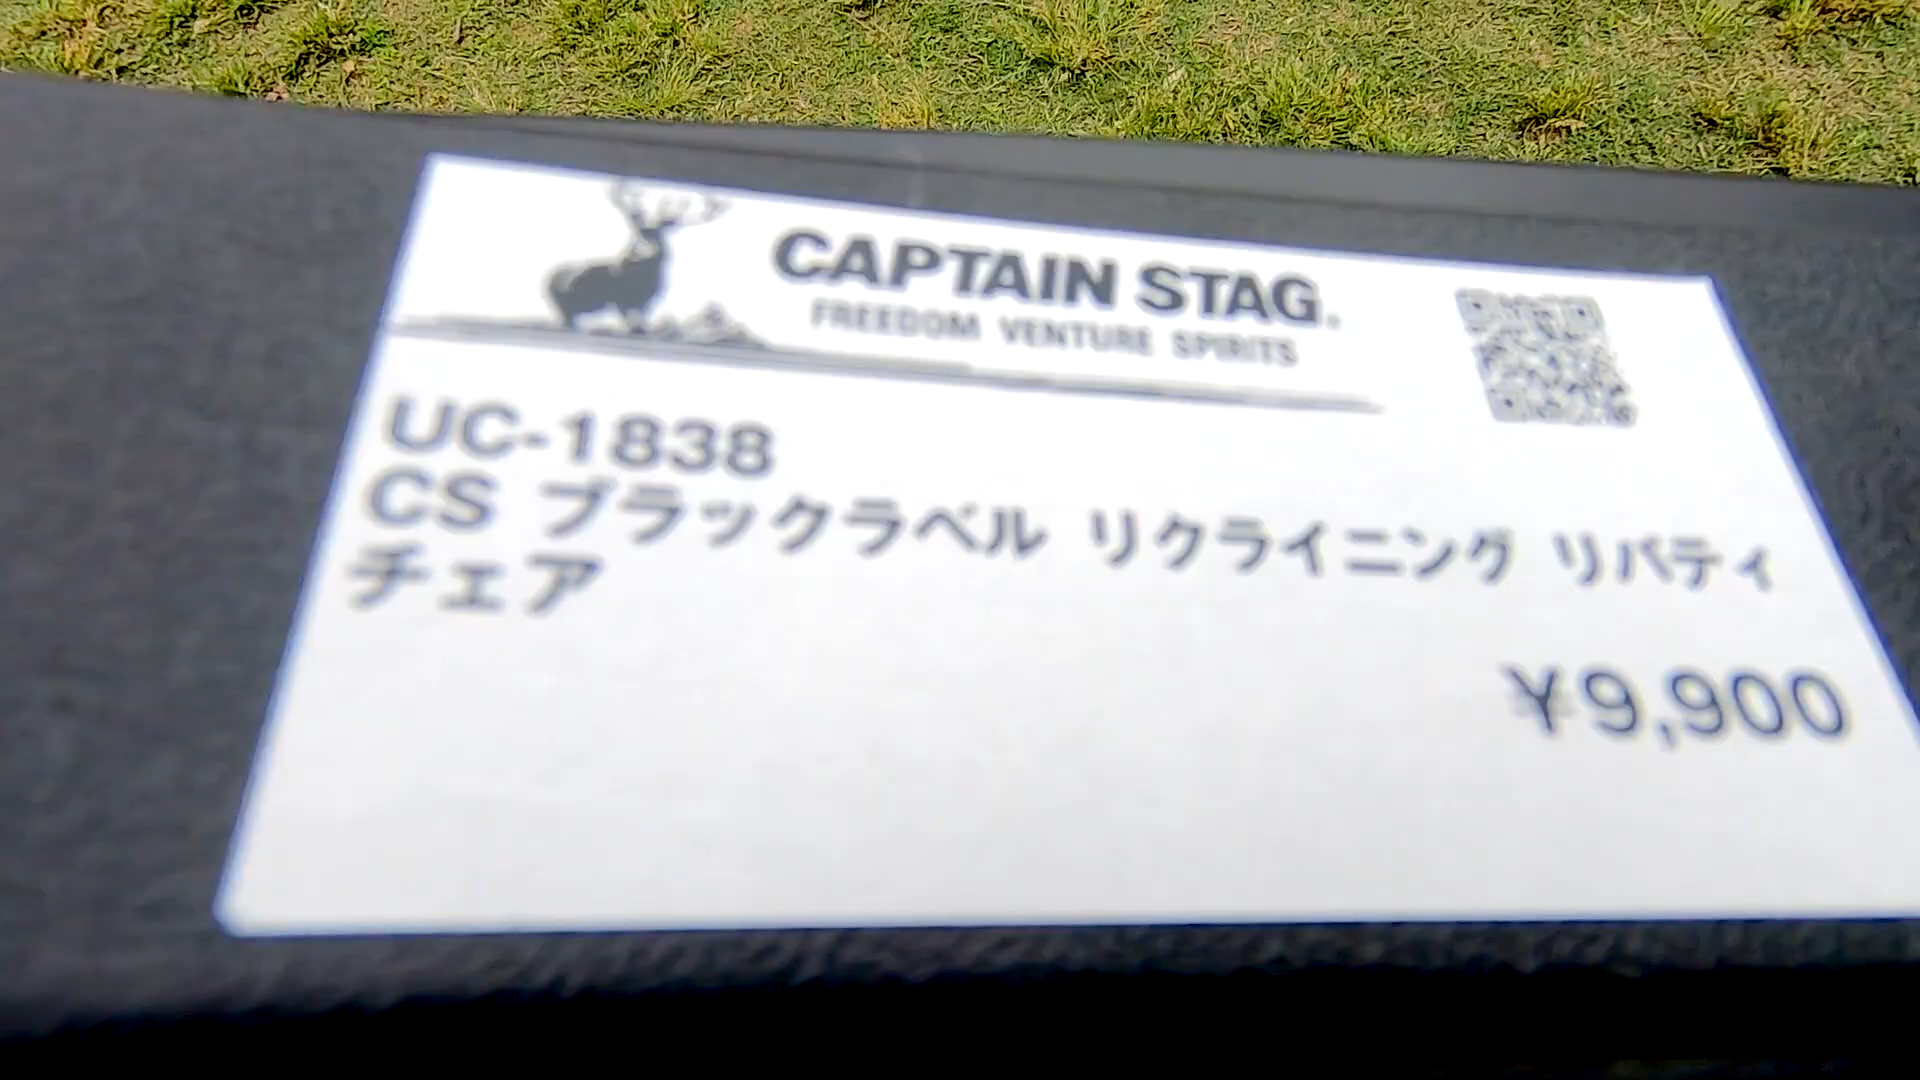 CAPTAIN STAG.
FREEDOM VENTURE SPIRITS
UC-1838
CS ブラックラベル リクライニング リバティ
チェア
¥9,900